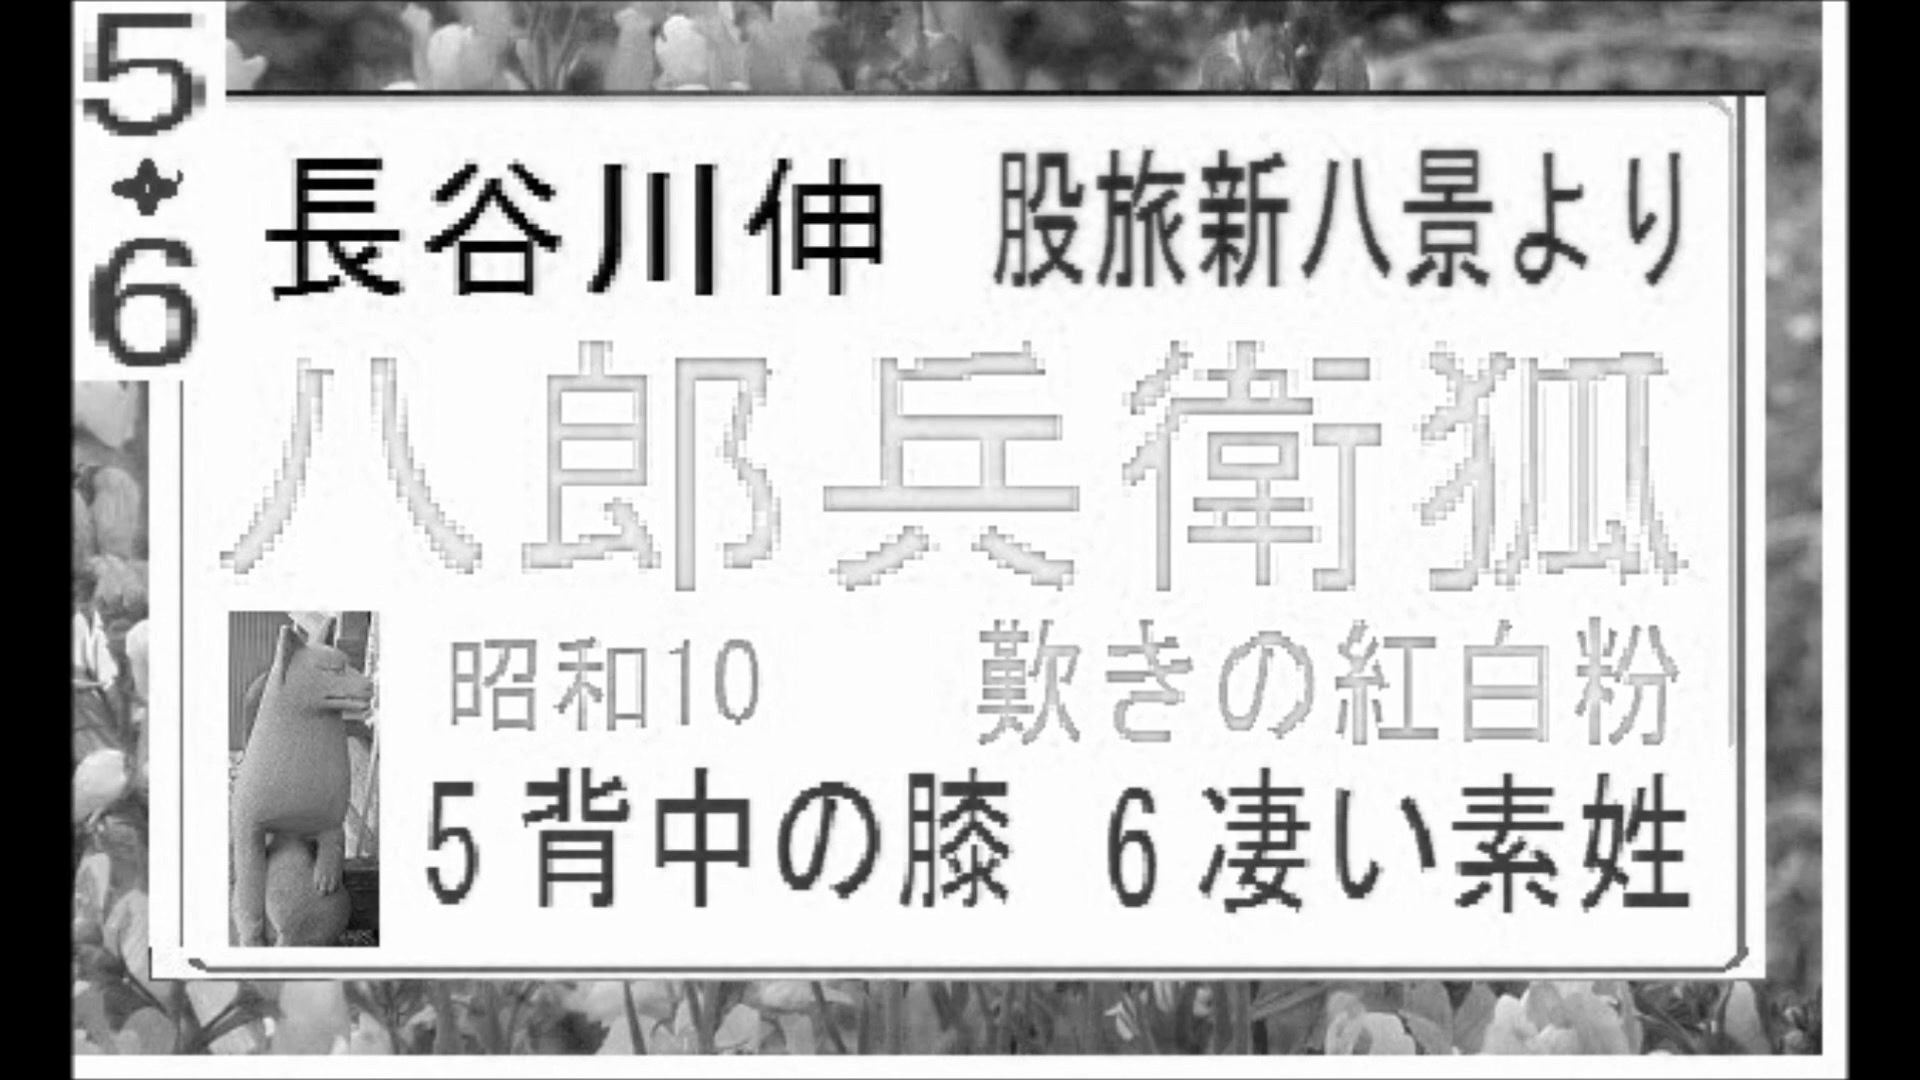 5
6
長谷川伸 股旅新八景より
八郎兵衛狐
昭和10 歎きの紅白粉
5 背中の膝 6 凄い素姓